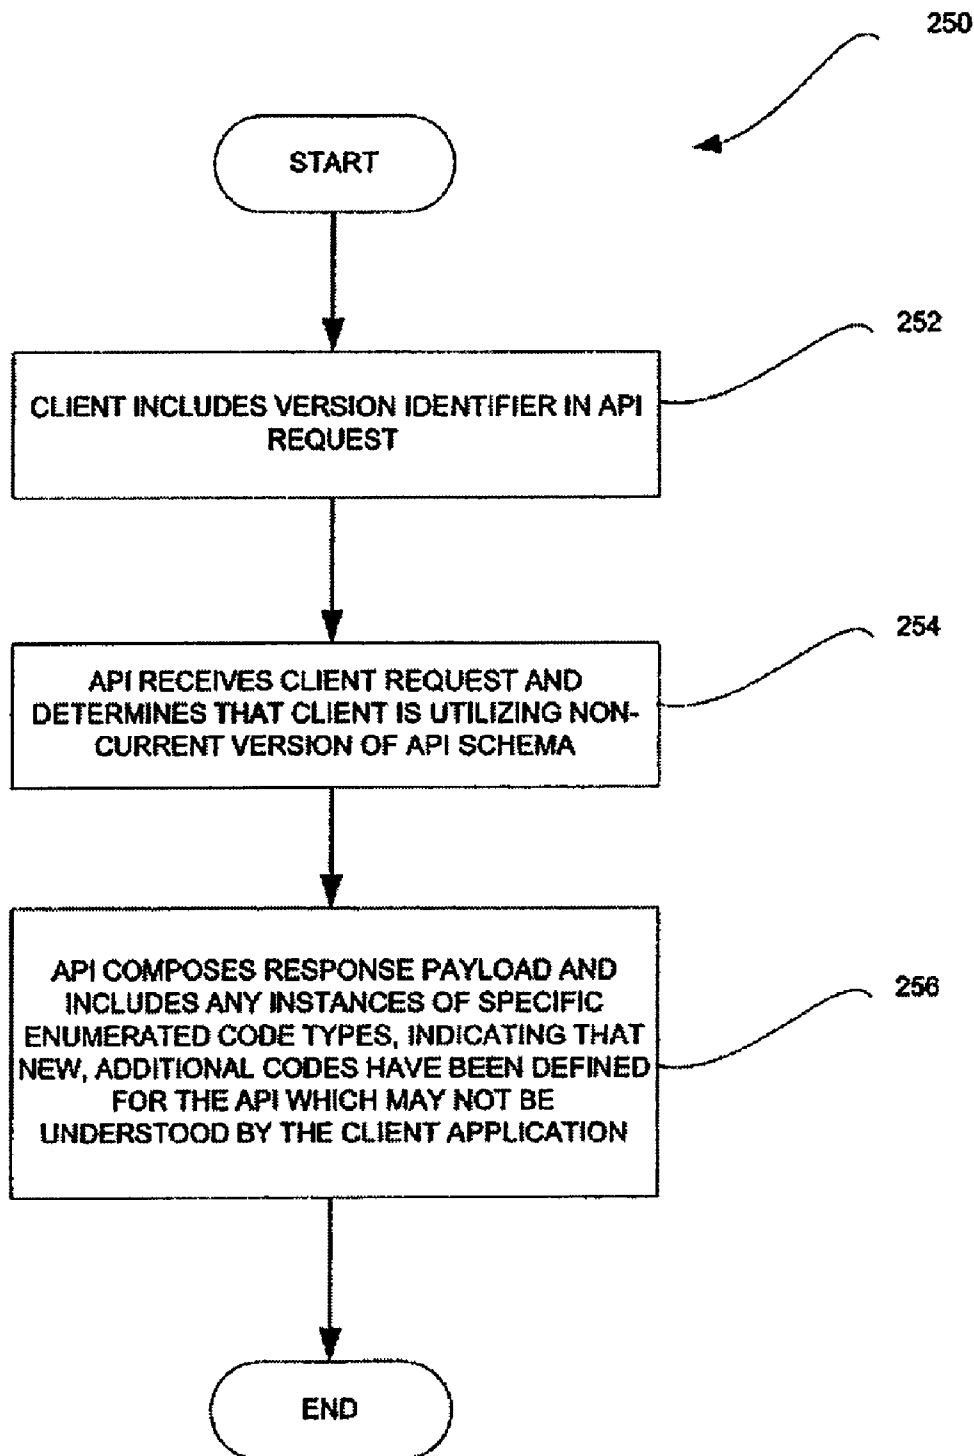 250
START
252
CLIENT INCLUDES VERSION IDENTIFIER IN API
REQUEST
254
API RECEIVES CLIENT REQUEST AND
DETERMINES THAT CLIENT IS UTILIZING NON-
CURRENT VERSION OF API SCHEMA
256
API COMPOSES RESPONSE PAYLOAD AND
INCLUDES ANY INSTANCES OF SPECIFIC
ENUMERATED CODE TYPES, INDICATING THAT
NEW, ADDITIONAL CODES HAVE BEEN DEFINED
FOR THE API WHICH MAY NOT BE
UNDERSTOOD BY THE CLIENT APPLICATION
END